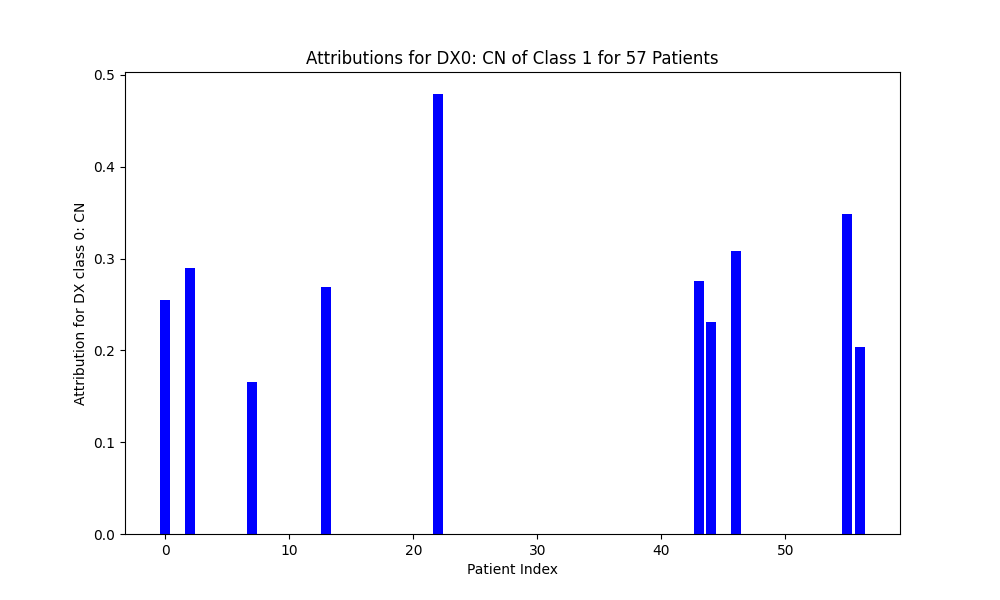 Attributions for DX0: CN of Class 1 for 57 Patients
Attribution for DX class 0: CN
0.5
0.4
0.3
0.2
0.1
0.0
0 10 20 30 40 50
Patient Index